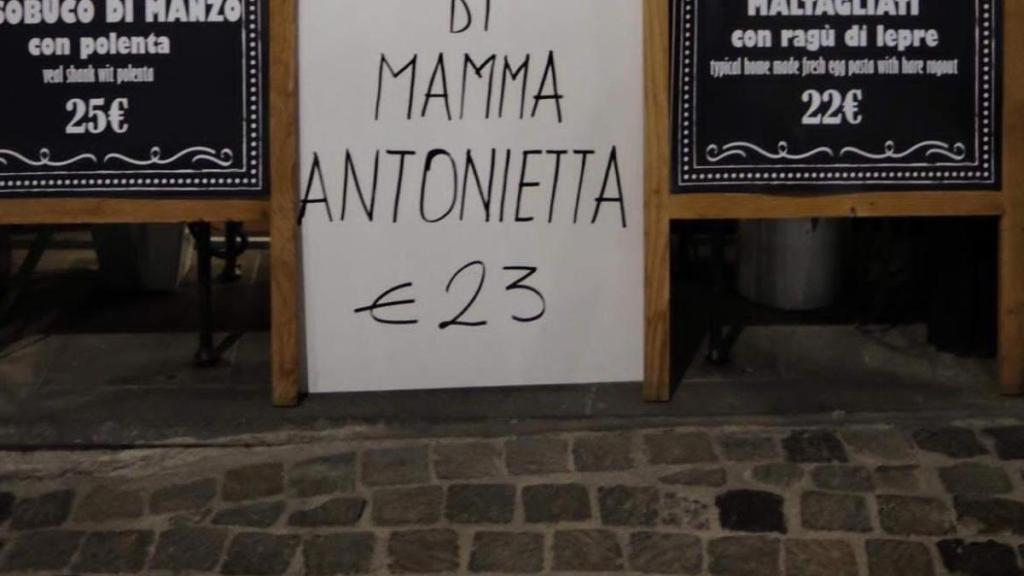 SOBUCO DI MANZO
con polenta
veal shank wit polenta
25€
DI
MAMMA
ANTONIETTA
€23
MALTAGLIATI
con ragù di lepre
typical home made fresh egg pasta with hare ragout
22€